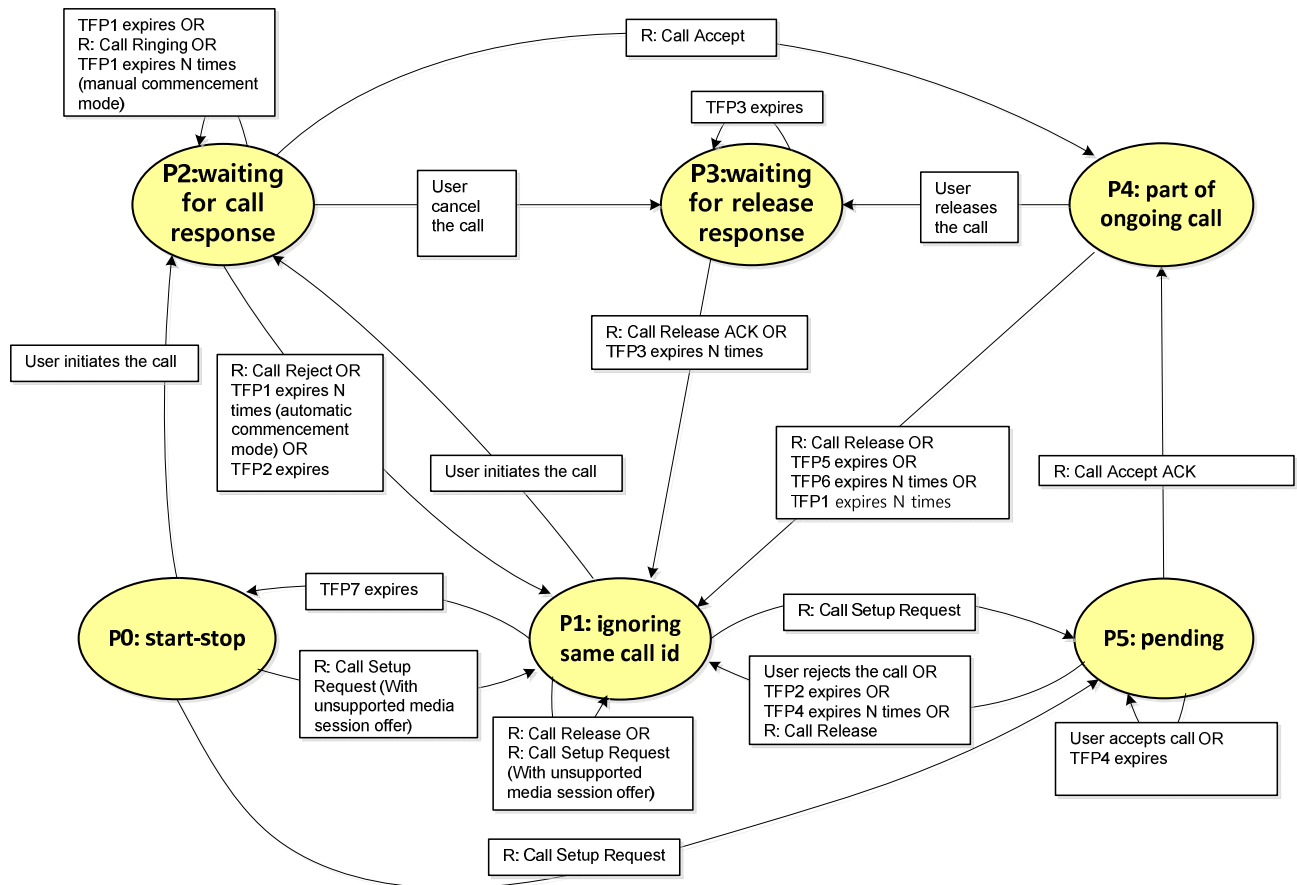 TFP1 expires OR
R: Call Ringing OR
TFP1 expires N times
(manual commencement
mode)
R: Call Accept
TFP3 expires
P2:waiting
for call
response
User
cancel
the call
P3:waiting
for release
response
User
releases
the call
P4: part of
ongoing call
User initiates the call
R: Call Reject OR
TFP1 expires N
times (automatic
commencement
mode) OR
TFP2 expires
User initiates the call
R: Call Release ACK OR
TFP3 expires N times
R: Call Release OR
TFP5 expires OR
TFP6 expires N times OR
TFP1 expires N times
R: Call Accept ACK
TFP7 expires
P0: start-stop
R: Call Setup
Request (With
unsupported media
session offer)
P1: ignoring
same call id
R: Call Release OR
R: Call Setup Request
(With unsupported
media session offer)
R: Call Setup Request
User rejects the call OR
TFP2 expires OR
TFP4 expires N times OR
R: Call Release
P5: pending
User accepts call OR
TFP4 expires
R: Call Setup Request